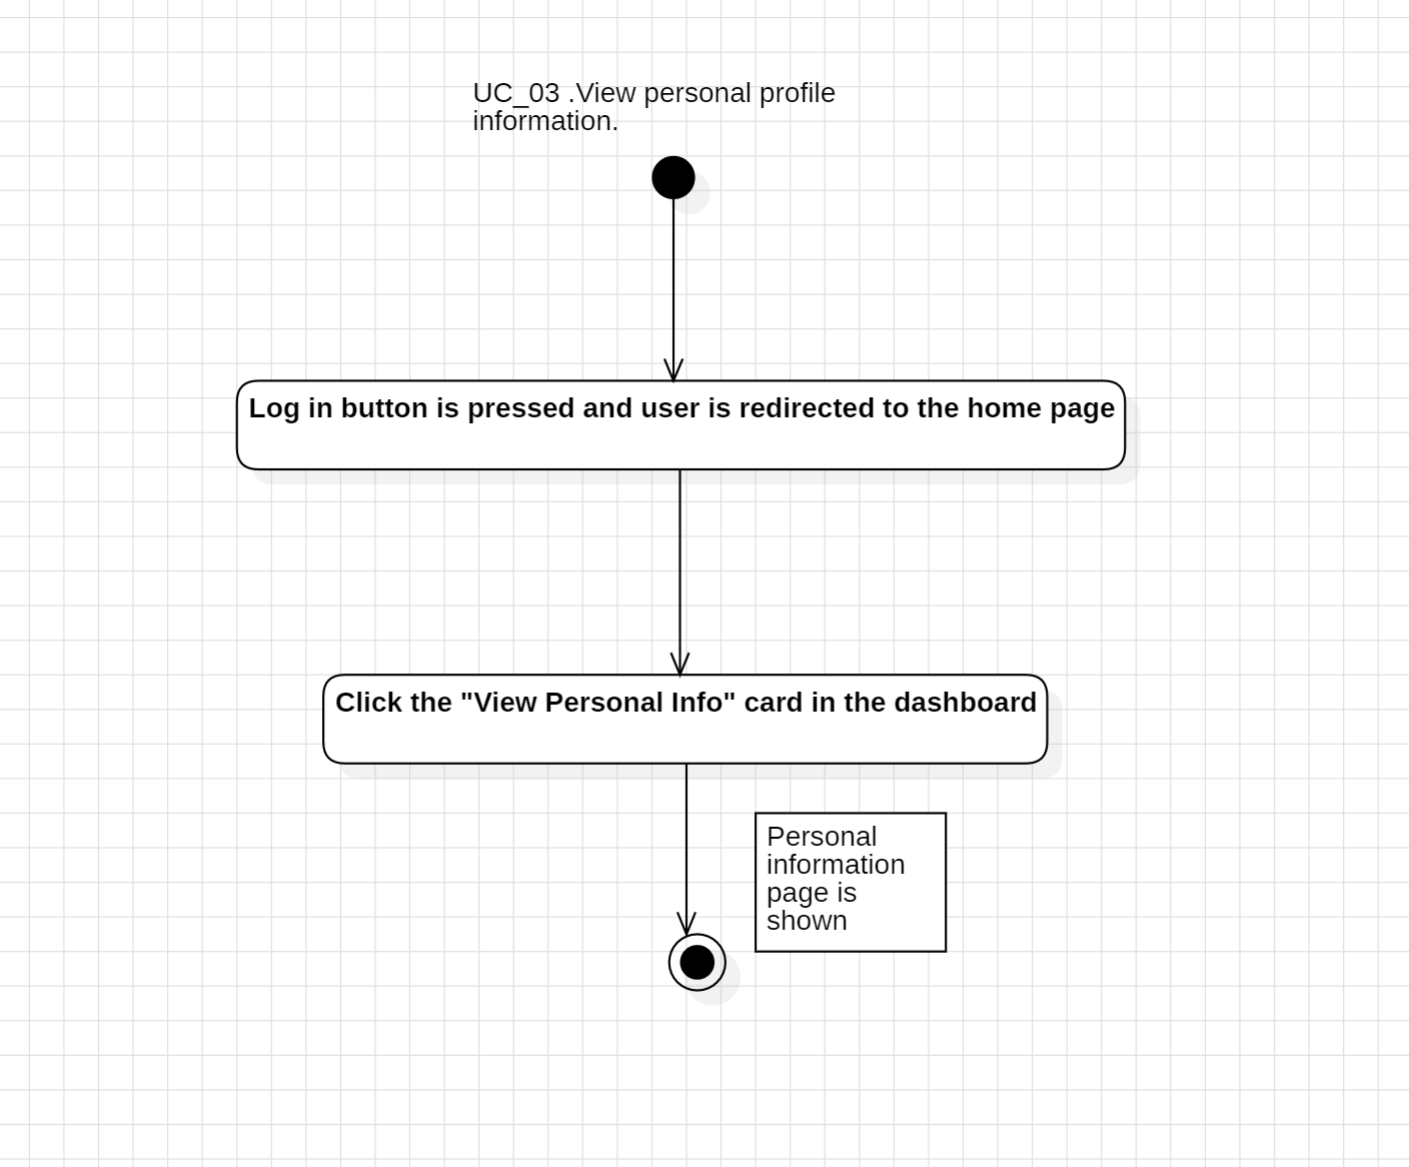 UC_03 .View personal profile
information.
Log in button is pressed and user is redirected to the home page
Click the "View Personal Info" card in the dashboard
Personal
information
page is
shown